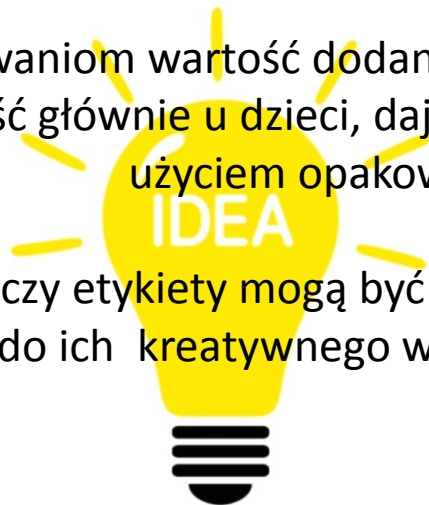 waniom wartość dodan
ść głównie u dzieci, daj
użyciem opakow
IDEA
czy etykiety mogą być
do ich kreatywnego w